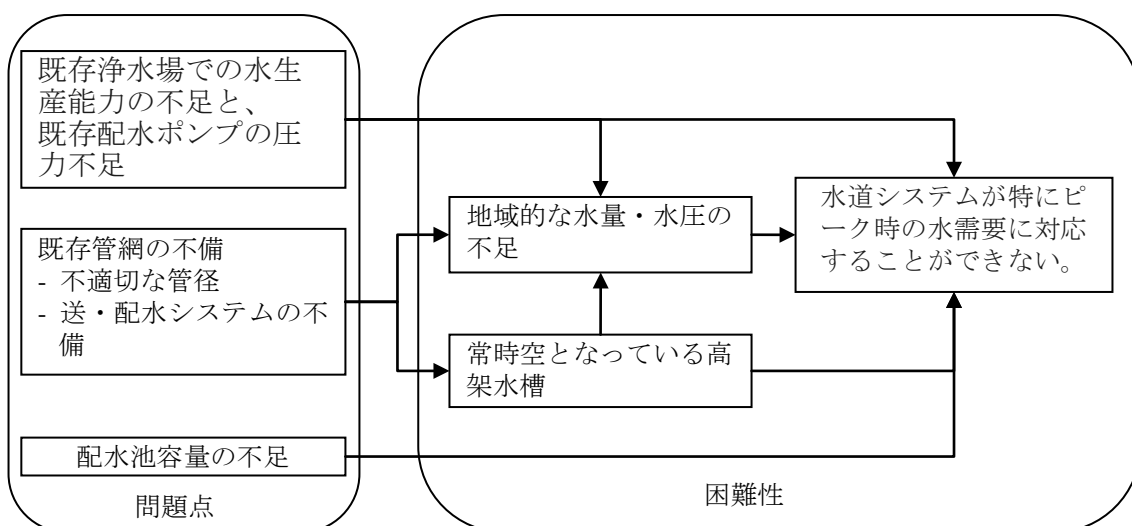 既存浄水場での水生
産能力の不足と、
既存配水ポンプの圧
力不足
既存管網の不備
- 不適切な管径
- 送・配水システムの不
備
配水池容量の不足
問題点
地域的な水量・水圧の
不足
常時空となっている高
架水槽
水道システムが特にピ
ーク時の水需要に対応
することができない。
困難性